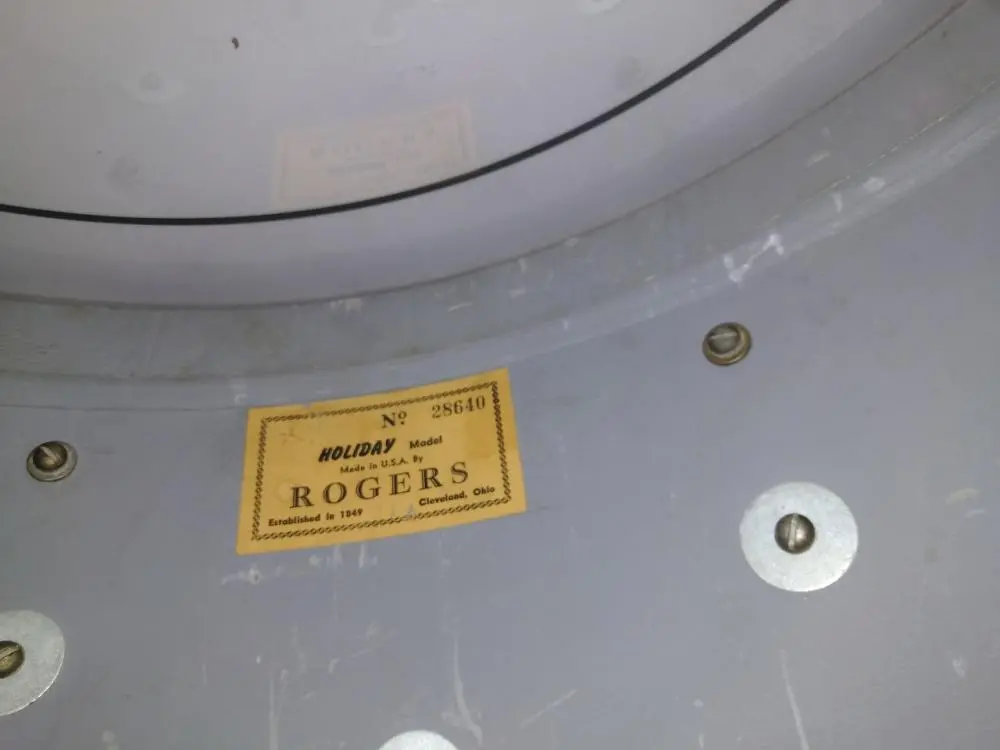 Nº 28640
HOLIDAY Model
Made in U.S.A. By
ROGERS
Established in 1849 Cleveland, Ohio